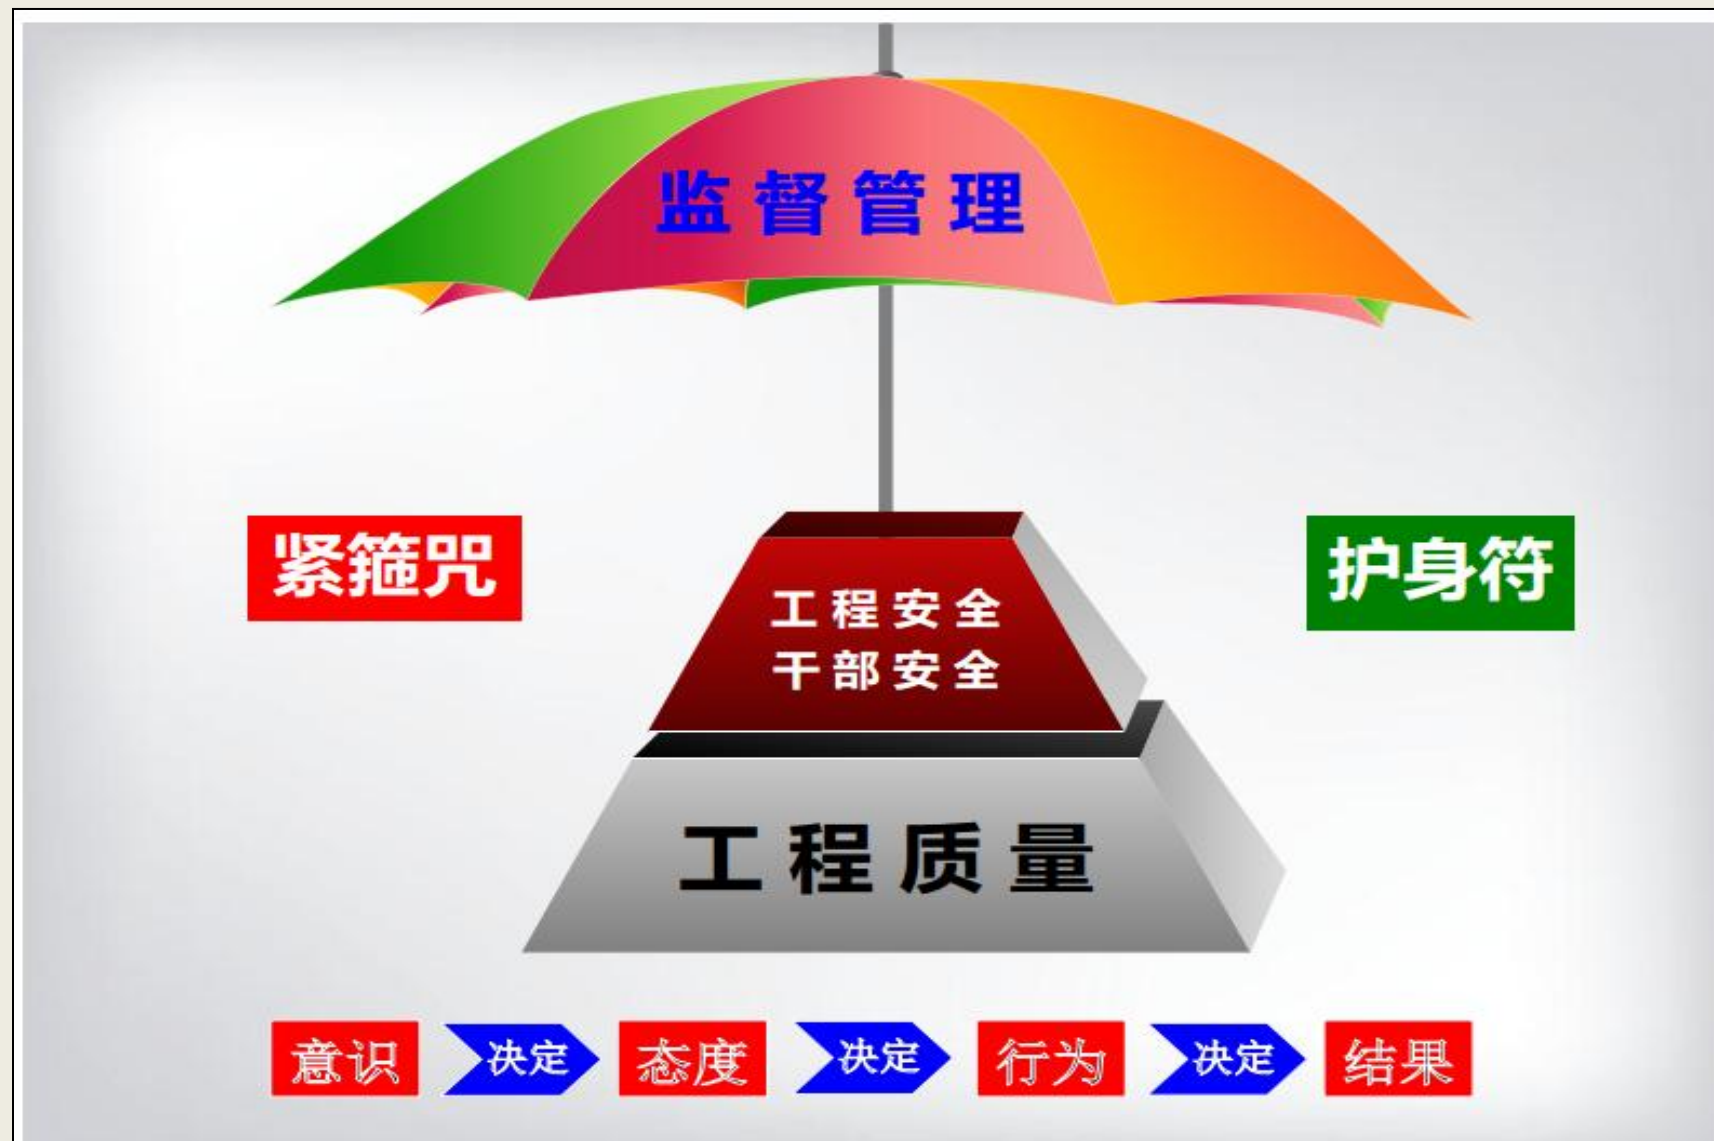 监督管理
紧箍咒
护身符
工程安全
干部安全
工程质量
意识 决定 态度 决定 行为 决定 结果